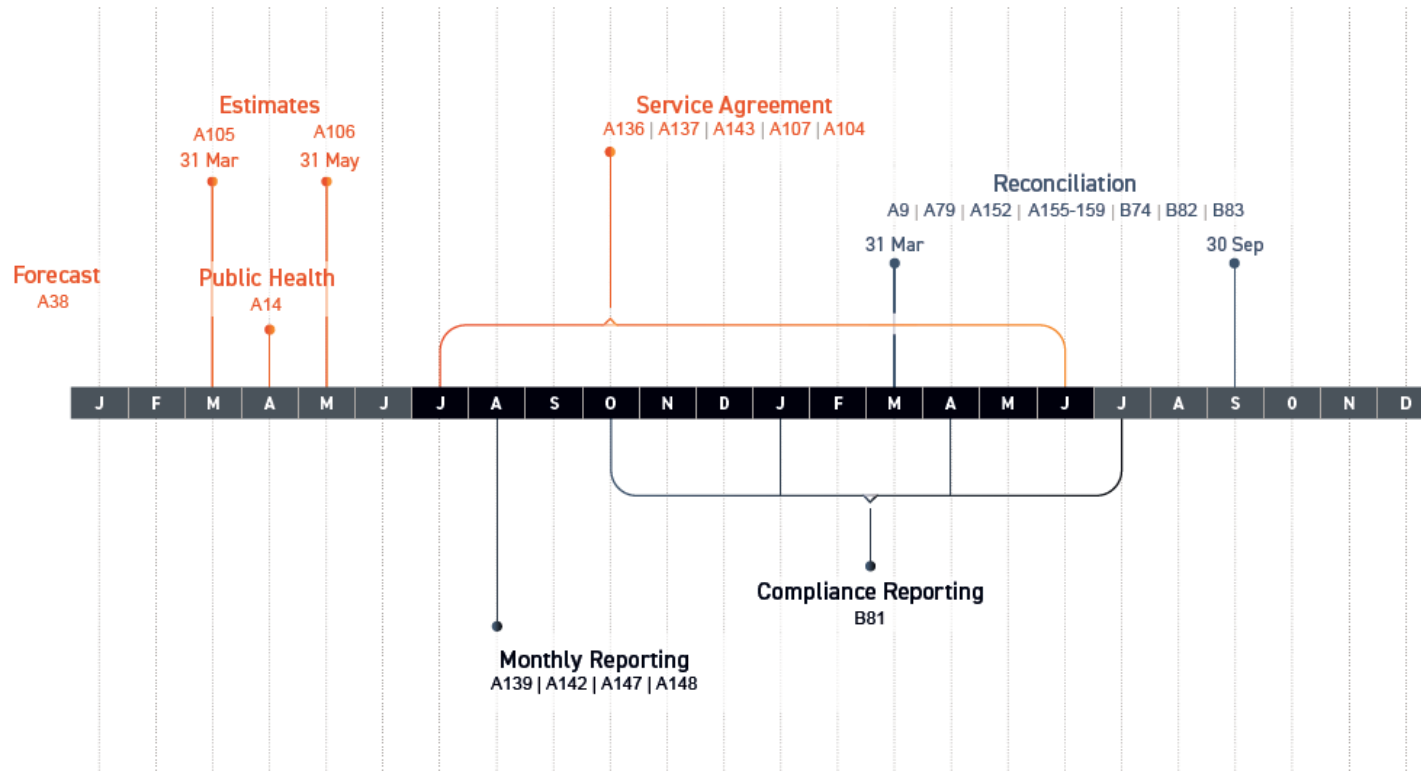 Estimates
A105
31 Mar
A106
31 May
Service Agreement
A136 | A137 | A143 | A107 | A104
Reconciliation
A9 | A79 | A152 | A155-159 | B74 | B82 | B83
31 Mar
30 Sep
Forecast
A38
Public Health
A14
J F M A M J J A S O N D J F M A M J J A S O N D
Compliance Reporting
B81
Monthly Reporting
A139 | A142 | A147 | A148